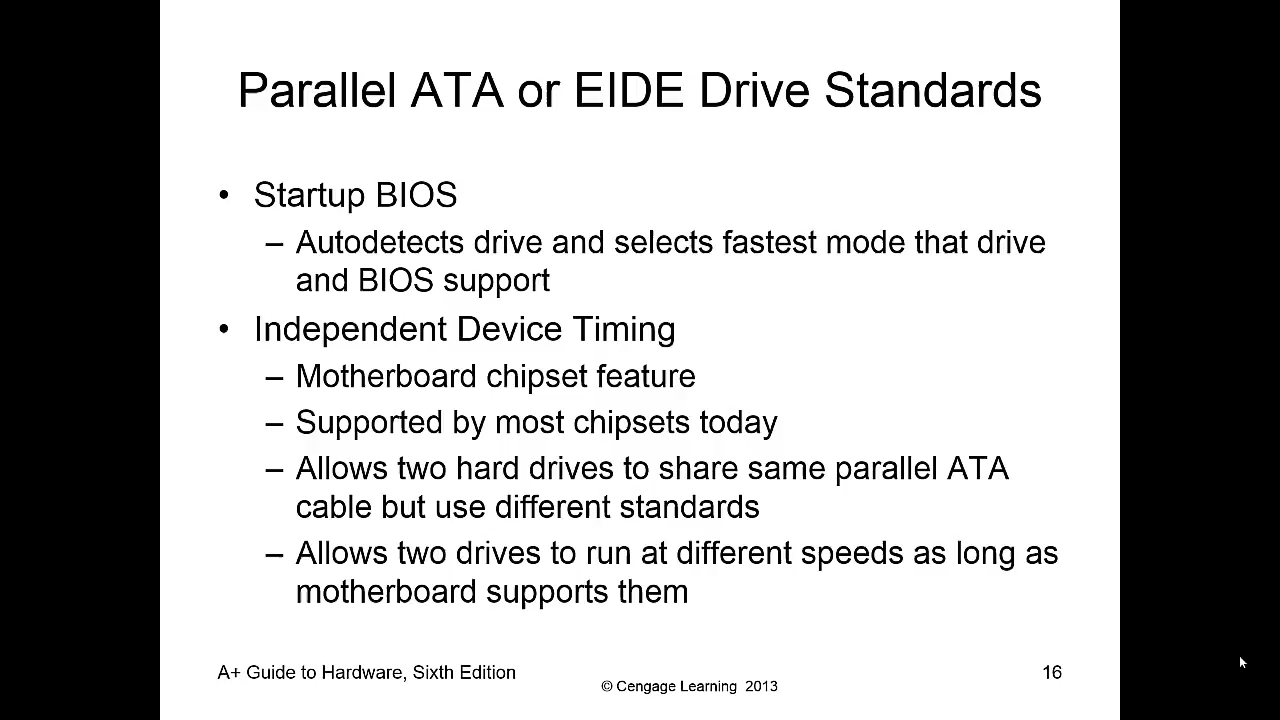 Parallel ATA or EIDE Drive Standards
• Startup BIOS
– Autodetects drive and selects fastest mode that drive
and BIOS support
• Independent Device Timing
– Motherboard chipset feature
– Supported by most chipsets today
– Allows two hard drives to share same parallel ATA
cable but use different standards
– Allows two drives to run at different speeds as long as
motherboard supports them
A+ Guide to Hardware, Sixth Edition
© Cengage Learning 2013
16